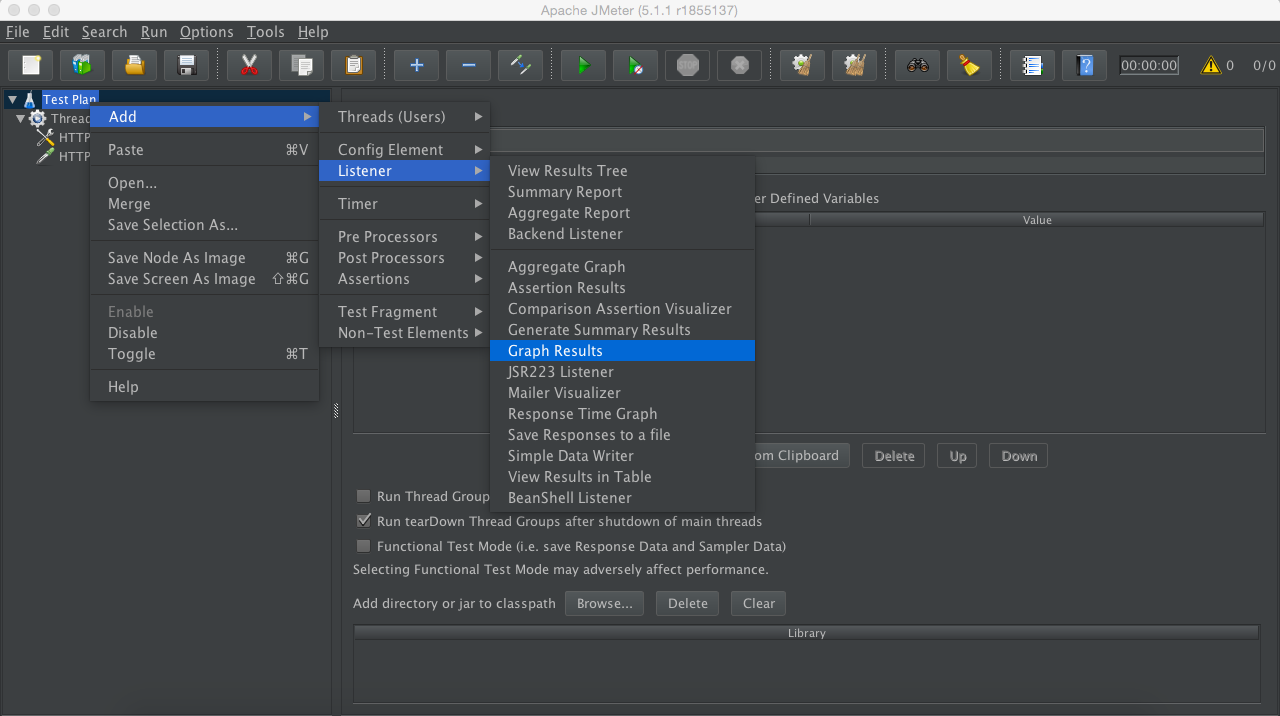 Apache JMeter (5.1.1 r1855137)
File Edit Search Run Options Tools Help
00:00:00 0 0/0
Test Plan
Thread
HTTP
HTTP
Add
Paste ⌘V
Open...
Merge
Save Selection As...
Save Node As Image ⌘G
Save Screen As Image ⇧⌘G
Enable
Disable
Toggle ⌘T
Help
Threads (Users)
Config Element
Listener
Timer
Pre Processors
Post Processors
Assertions
Test Fragment
Non-Test Elements
View Results Tree
Summary Report
Aggregate Report
Backend Listener
Aggregate Graph
Assertion Results
Comparison Assertion Visualizer
Generate Summary Results
Graph Results
JSR223 Listener
Mailer Visualizer
Response Time Graph
Save Responses to a file
Simple Data Writer
View Results in Table
BeanShell Listener
er Defined Variables
Value
om Clipboard Delete Up Down
Run Thread Group
Run tearDown Thread Groups after shutdown of main threads
Functional Test Mode (i.e. save Response Data and Sampler Data)
Selecting Functional Test Mode may adversely affect performance.
Add directory or jar to classpath Browse... Delete Clear
Library